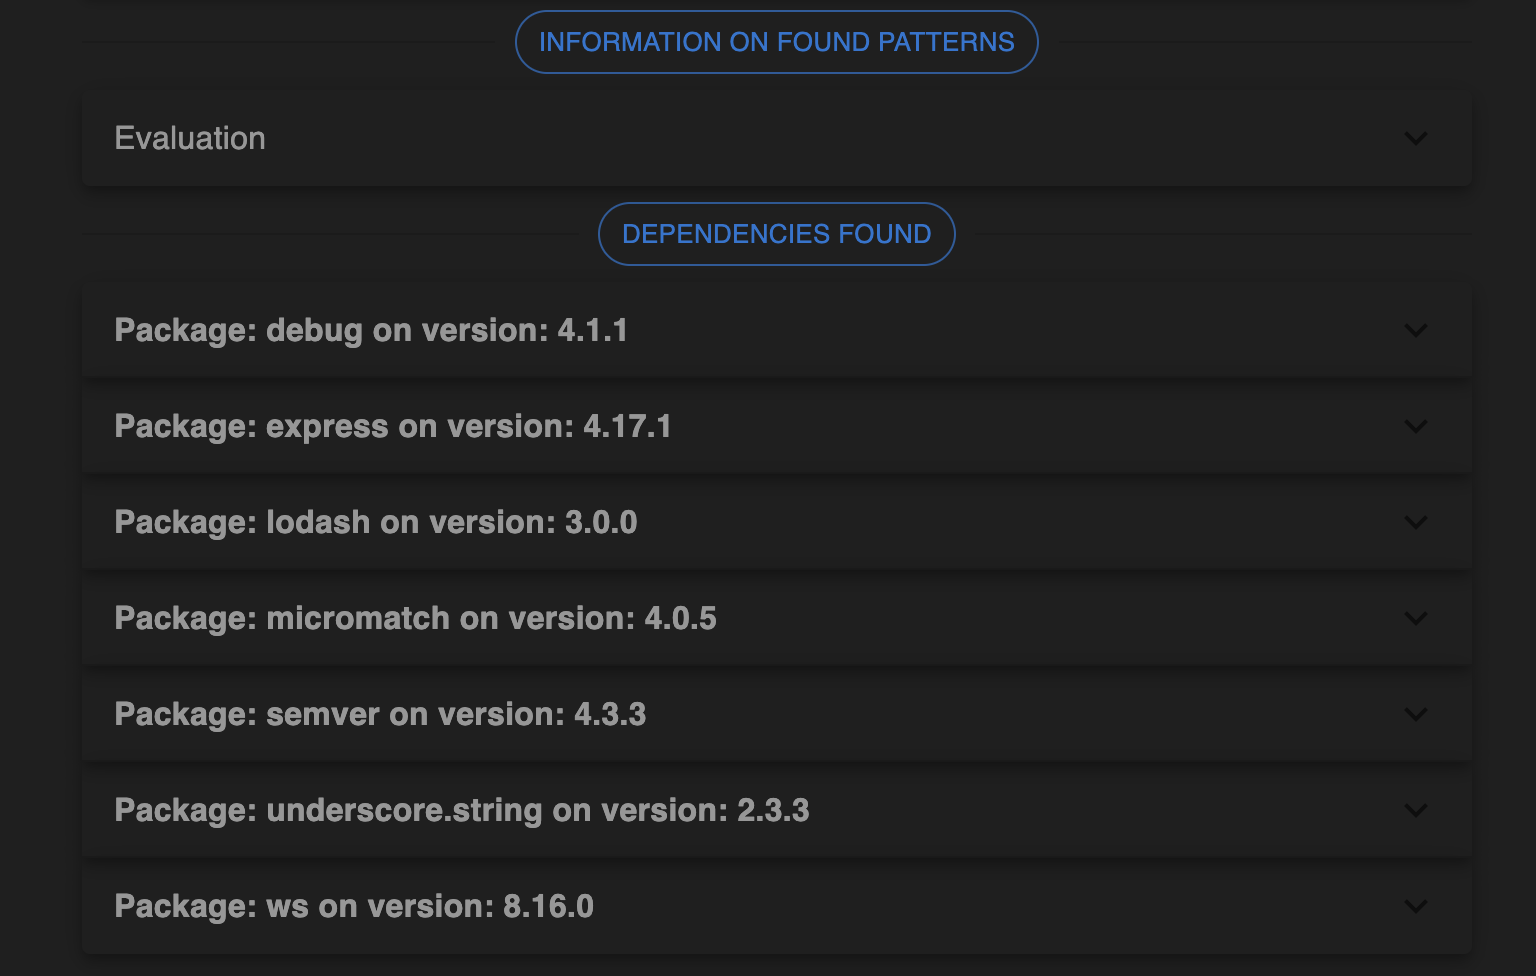 INFORMATION ON FOUND PATTERNS
Evaluation
DEPENDENCIES FOUND
Package: debug on version: 4.1.1
Package: express on version: 4.17.1
Package: lodash on version: 3.0.0
Package: micromatch on version: 4.0.5
Package: semver on version: 4.3.3
Package: underscore.string on version: 2.3.3
Package: ws on version: 8.16.0